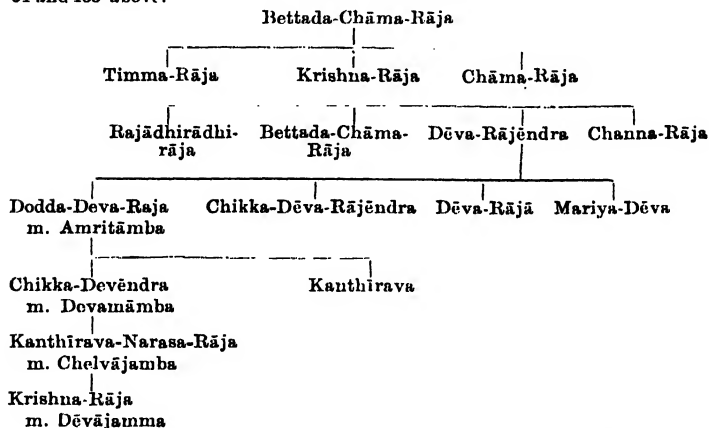 Bettada-Chāma-Rāja
Timma-Rāja Krishna-Rāja Chāma-Rāja
Rajādhirādhi- Bettada-Chāma- Dēva-Rājēndra Channa-Rāja
rāja Rāja
Dodda-Deva-Raja Chikka-Dēva-Rājēndra Dēva-Rājā Mariya-Dēva
m. Amritāmba
Chikka-Devēndra Kanthīrava
m. Devamāmba
Kanthīrava-Narasa-Rāja
m. Chelvājamba
Krishna-Rāja
m. Dēvājamma